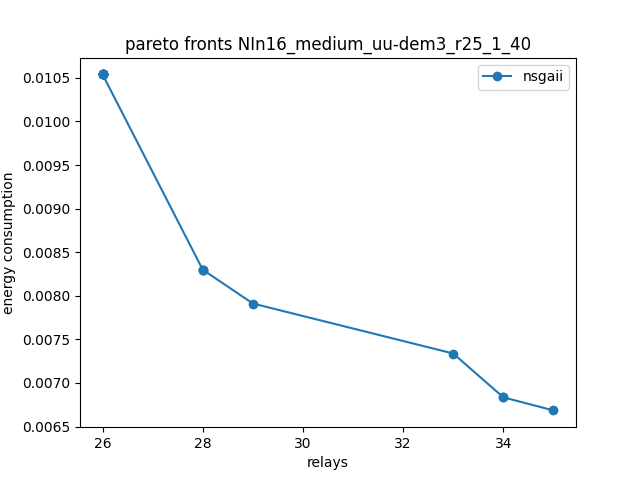 pareto fronts NIn16_medium_uu-dem3_r25_1_40
nsgaii
energy consumption
0.0105
0.0100
0.0095
0.0090
0.0085
0.0080
0.0075
0.0070
0.0065
26 28 30 32 34
relays